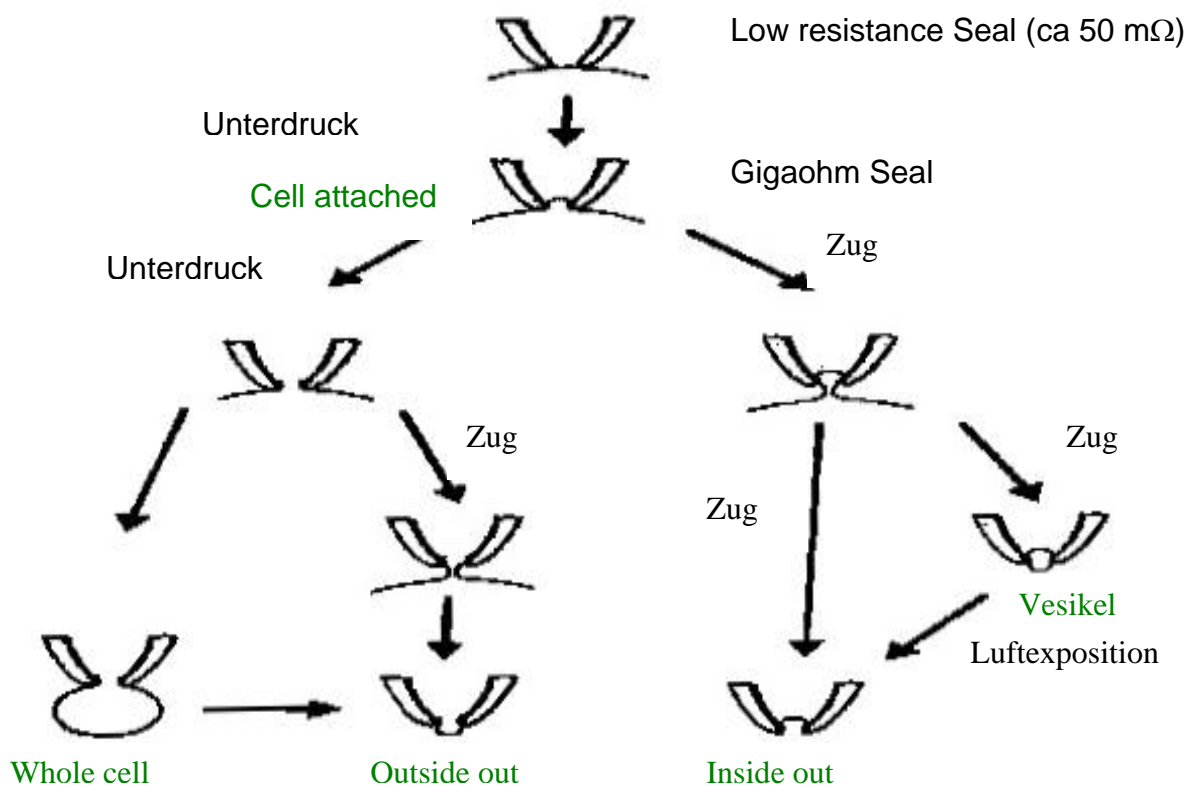 Low resistance Seal (ca 50 mΩ)
Unterdruck
Cell attached
Gigaohm Seal
Zug
Unterdruck
Zug
Zug
Zug
Vesikel
Luftexposition
Whole cell
Outside out
Inside out